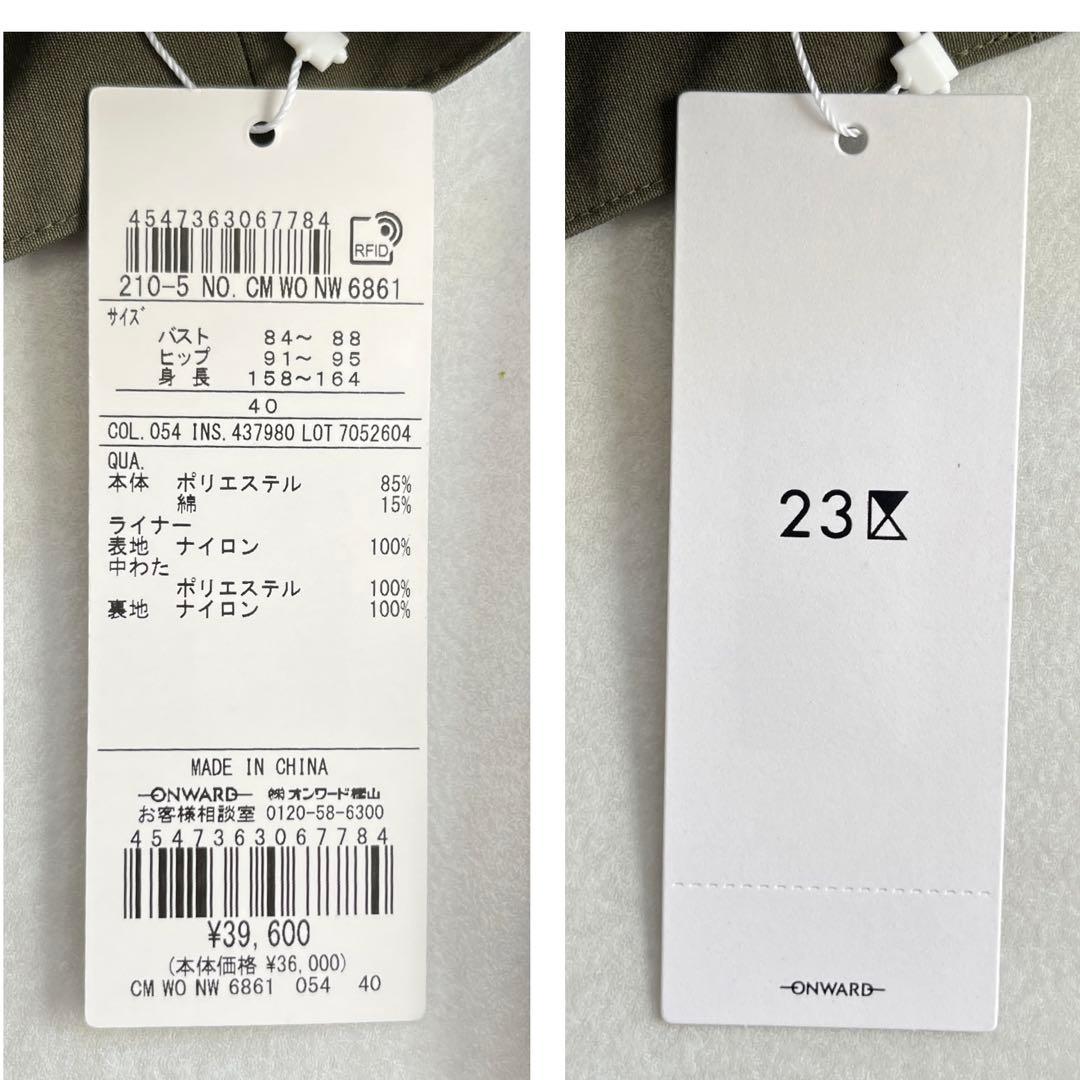 4547363067784
RFID
210-5 NO. CM WO NW 6861
サイズ
バスト 84～ 88
ヒップ 91～ 95
身長 158～164
40
COL. 054 INS. 437980 LOT 7052604
QUA.
本体 ポリエステル 85%
綿 15%
ライナー
表地 ナイロン 100%
中わた
ポリエステル 100%
裏地 ナイロン 100%
MADE IN CHINA
ONWARD ㈱オンワード樫山
お客様相談室 0120-58-6300
4547363067784
¥39,600
(本体価格 ¥36,000)
CM WO NW 6861 054 40
23区
ONWARD